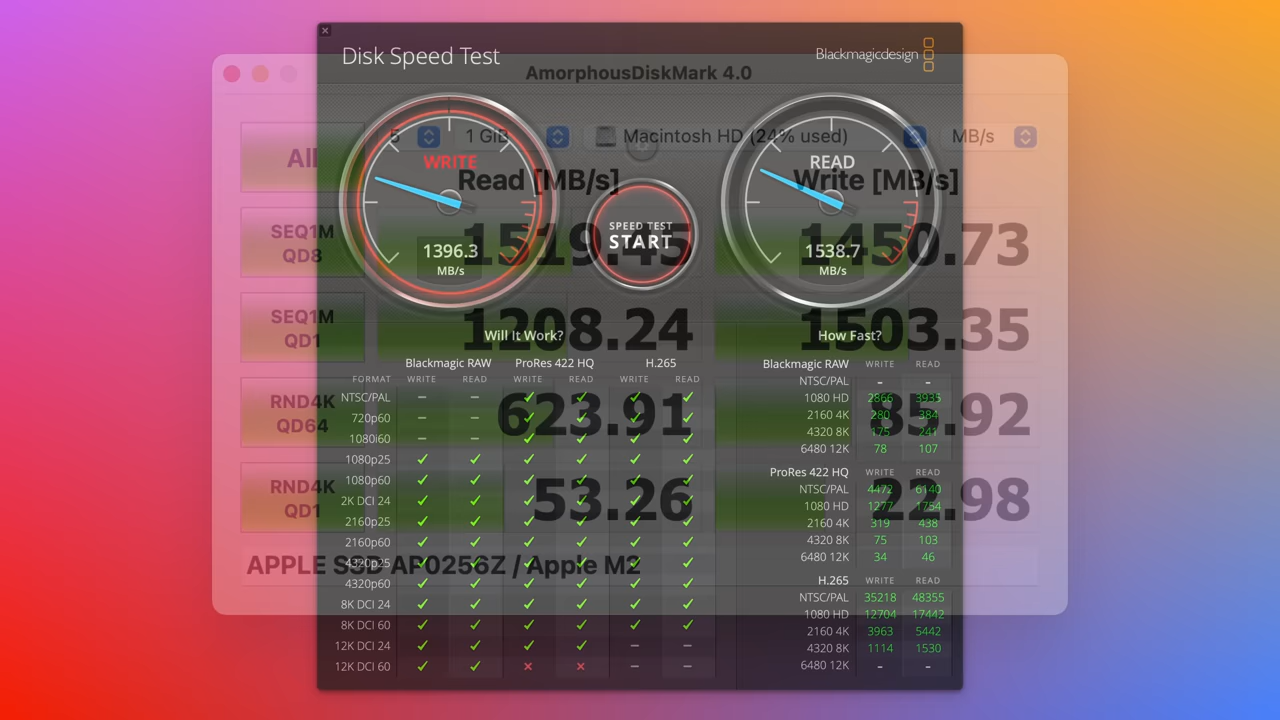 Disk Speed Test
Blackmagicdesign
AmorphousDiskMark 4.0
All
5
1 GiB
Macintosh HD (24% used)
MB/s
WRITE
READ
Read [MB/s]
Write [MB/s]
SPEED TEST
START
SEQ1M
QD8
1519.45
1450.73
1396.3
MB/s
1538.7
MB/s
SEQ1M
QD1
1208.24
1503.35
RND4K
QD64
623.91
85.92
RND4K
QD1
53.26
22.98
APPLE SSD AP0256Z / Apple M2
Will it Work?
Blackmagic RAW ProRes 422 HQ H.265
FORMAT WRITE READ WRITE READ WRITE READ
NTSC/PAL – – ✓ ✓ ✓ ✓
720p60 – – ✓ ✓ ✓ ✓
1080i60 – – ✓ ✓ ✓ ✓
1080p25 ✓ ✓ ✓ ✓ ✓ ✓
1080p60 ✓ ✓ ✓ ✓ ✓ ✓
2K DCI 24 ✓ ✓ ✓ ✓ ✓ ✓
2160p25 ✓ ✓ ✓ ✓ ✓ ✓
2160p60 ✓ ✓ ✓ ✓ ✓ ✓
4320p25 ✓ ✓ ✓ ✓ ✓ ✓
4320p60 ✓ ✓ ✓ ✓ ✓ ✓
8K DCI 24 ✓ ✓ ✓ ✓ ✓ ✓
8K DCI 60 ✓ ✓ ✓ ✓ ✓ ✓
12K DCI 24 ✓ ✓ ✓ ✓ – –
12K DCI 60 ✓ ✓ ✗ ✗ – –
How Fast?
Blackmagic RAW WRITE READ
NTSC/PAL - -
1080 HD 2866 3935
2160 4K 280 384
4320 8K 175 241
6480 12K 78 107
ProRes 422 HQ WRITE READ
NTSC/PAL 4472 6140
1080 HD 1277 1754
2160 4K 319 438
4320 8K 75 103
6480 12K 34 46
H.265 WRITE READ
NTSC/PAL 35218 48355
1080 HD 12704 17442
2160 4K 3963 5442
4320 8K 1114 1530
6480 12K - -